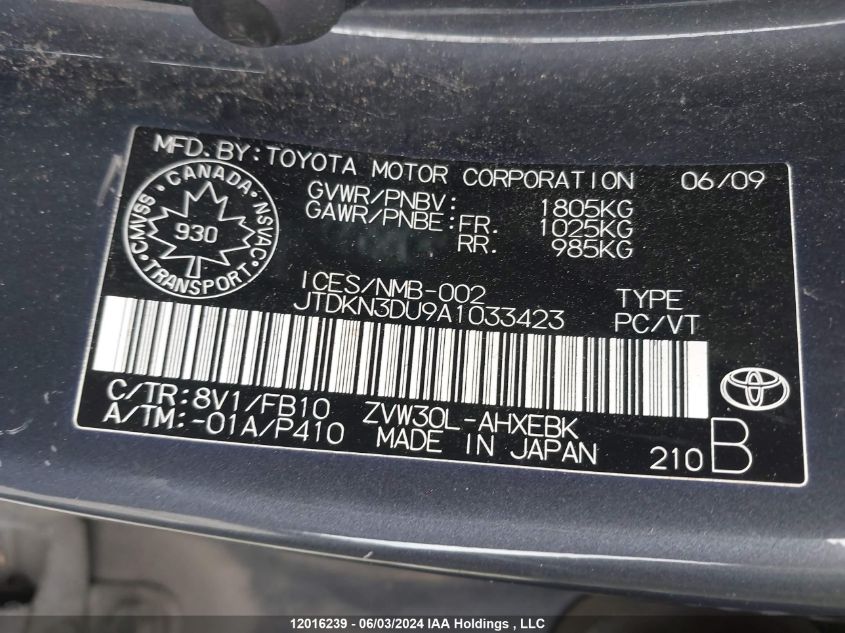 MFD. BY: TOYOTA MOTOR CORPORATION 06/09
CANADA
CMVSS 930 NSVAC
TRANSPORT
GVWR/PNBV: 1805KG
GAWR/PNBE: FR. 1025KG
RR. 985KG
ICES/NMB-002
JTDKN3DU9A1033423
TYPE
PC/VT
C/TR: 8V1/FB10 ZVW30L-AHXEBK
A/TM: -01A/P410 MADE IN JAPAN
210 B
12016239 - 06/03/2024 IAA Holdings , LLC